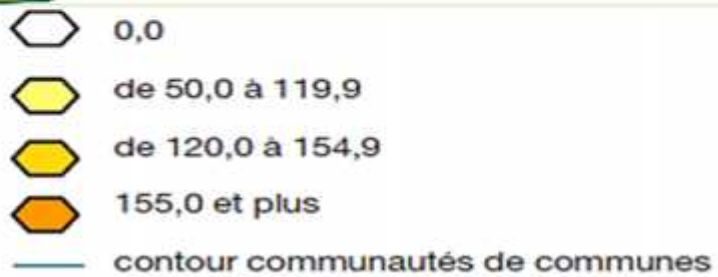 0,0
de 50,0 à 119,9
de 120,0 à 154,9
155,0 et plus
contour communautés de communes